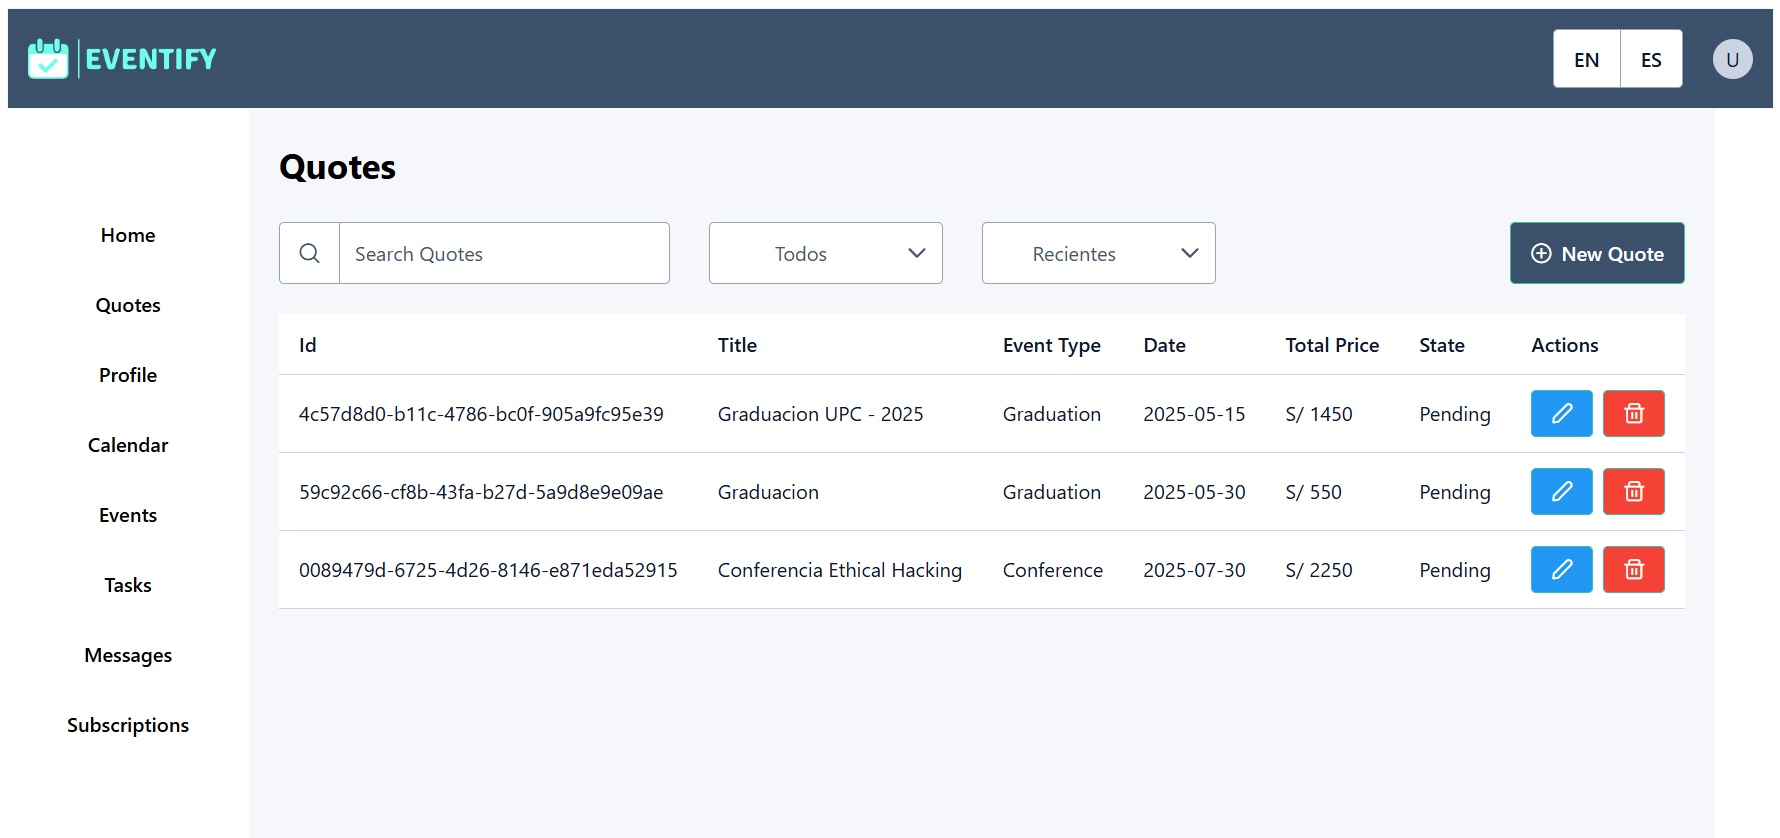 EVENTIFY
EN ES U
Home
Quotes
Profile
Calendar
Events
Tasks
Messages
Subscriptions
Quotes
Search Quotes Todos Recientes New Quote
Id Title Event Type Date Total Price State Actions
4c57d8d0-b11c-4786-bc0f-905a9fc95e39 Graduacion UPC - 2025 Graduation 2025-05-15 S/ 1450 Pending
59c92c66-cf8b-43fa-b27d-5a9d8e9e09ae Graduacion Graduation 2025-05-30 S/ 550 Pending
0089479d-6725-4d26-8146-e871eda52915 Conferencia Ethical Hacking Conference 2025-07-30 S/ 2250 Pending